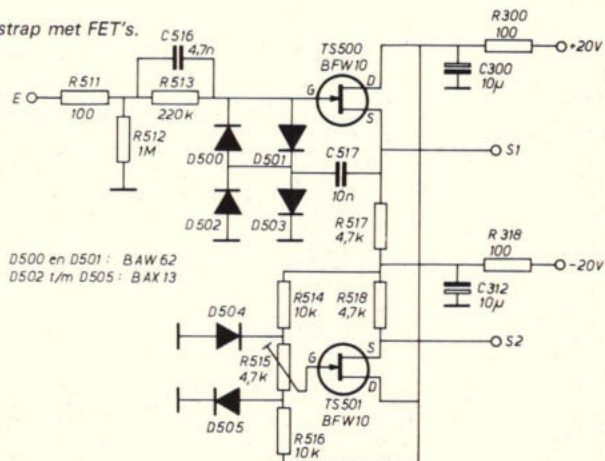 strap met FET's.
C516
4,7n
R511
100
R513
220k
E
R512
1M
TS500
BFW10
G
D
S
R300
100
+20V
C300
10µ
D500
D501
C517
10n
S1
D502
D503
R517
4,7k
D500 en D501: BAW62
D502 t/m D505: BAX13
R318
100
-20V
C312
10µ
R514
10k
R518
4,7k
D504
R515
4,7k
G
S
D
S2
D505
TS501
BFW10
R516
10k